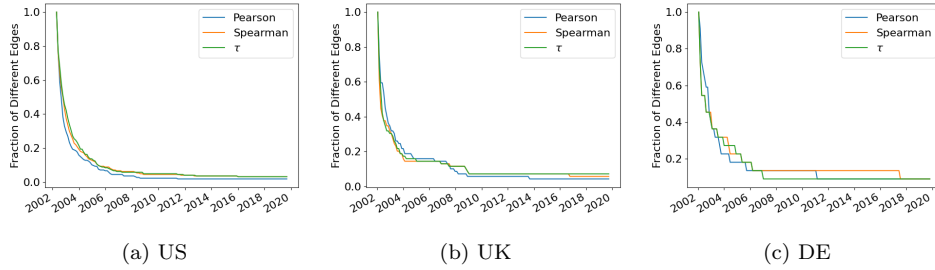 Fraction of Different Edges
1.0
0.8
0.6
0.4
0.2
0.0
2002 2004 2006 2008 2010 2012 2014 2016 2018 2020
Pearson
Spearman
τ
(a) US
Fraction of Different Edges
1.0
0.8
0.6
0.4
0.2
0.0
2002 2004 2006 2008 2010 2012 2014 2016 2018 2020
Pearson
Spearman
τ
(b) UK
Fraction of Different Edges
1.0
0.8
0.6
0.4
0.2
2002 2004 2006 2008 2010 2012 2014 2016 2018 2020
Pearson
Spearman
τ
(c) DE